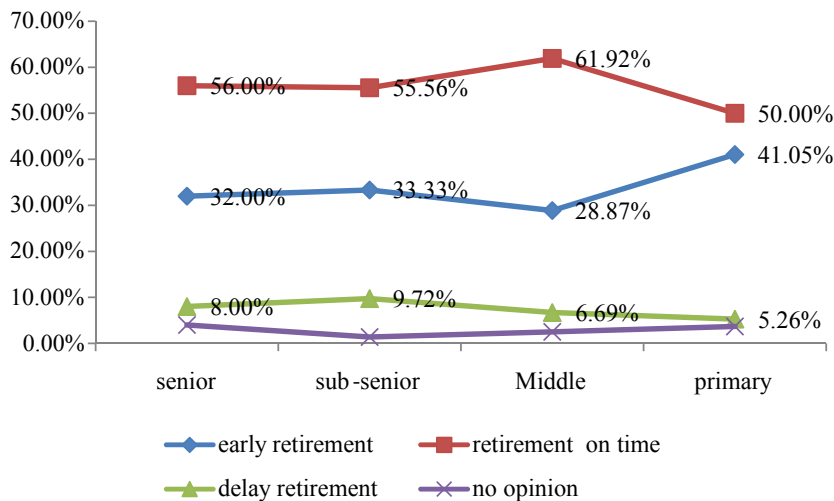 70.00%
60.00%
50.00%
40.00%
30.00%
20.00%
10.00%
0.00%
56.00%
55.56%
61.92%
50.00%
32.00%
33.33%
28.87%
41.05%
8.00%
9.72%
6.69%
5.26%
senior
sub-senior
Middle
primary
early retirement
retirement on time
delay retirement
no opinion